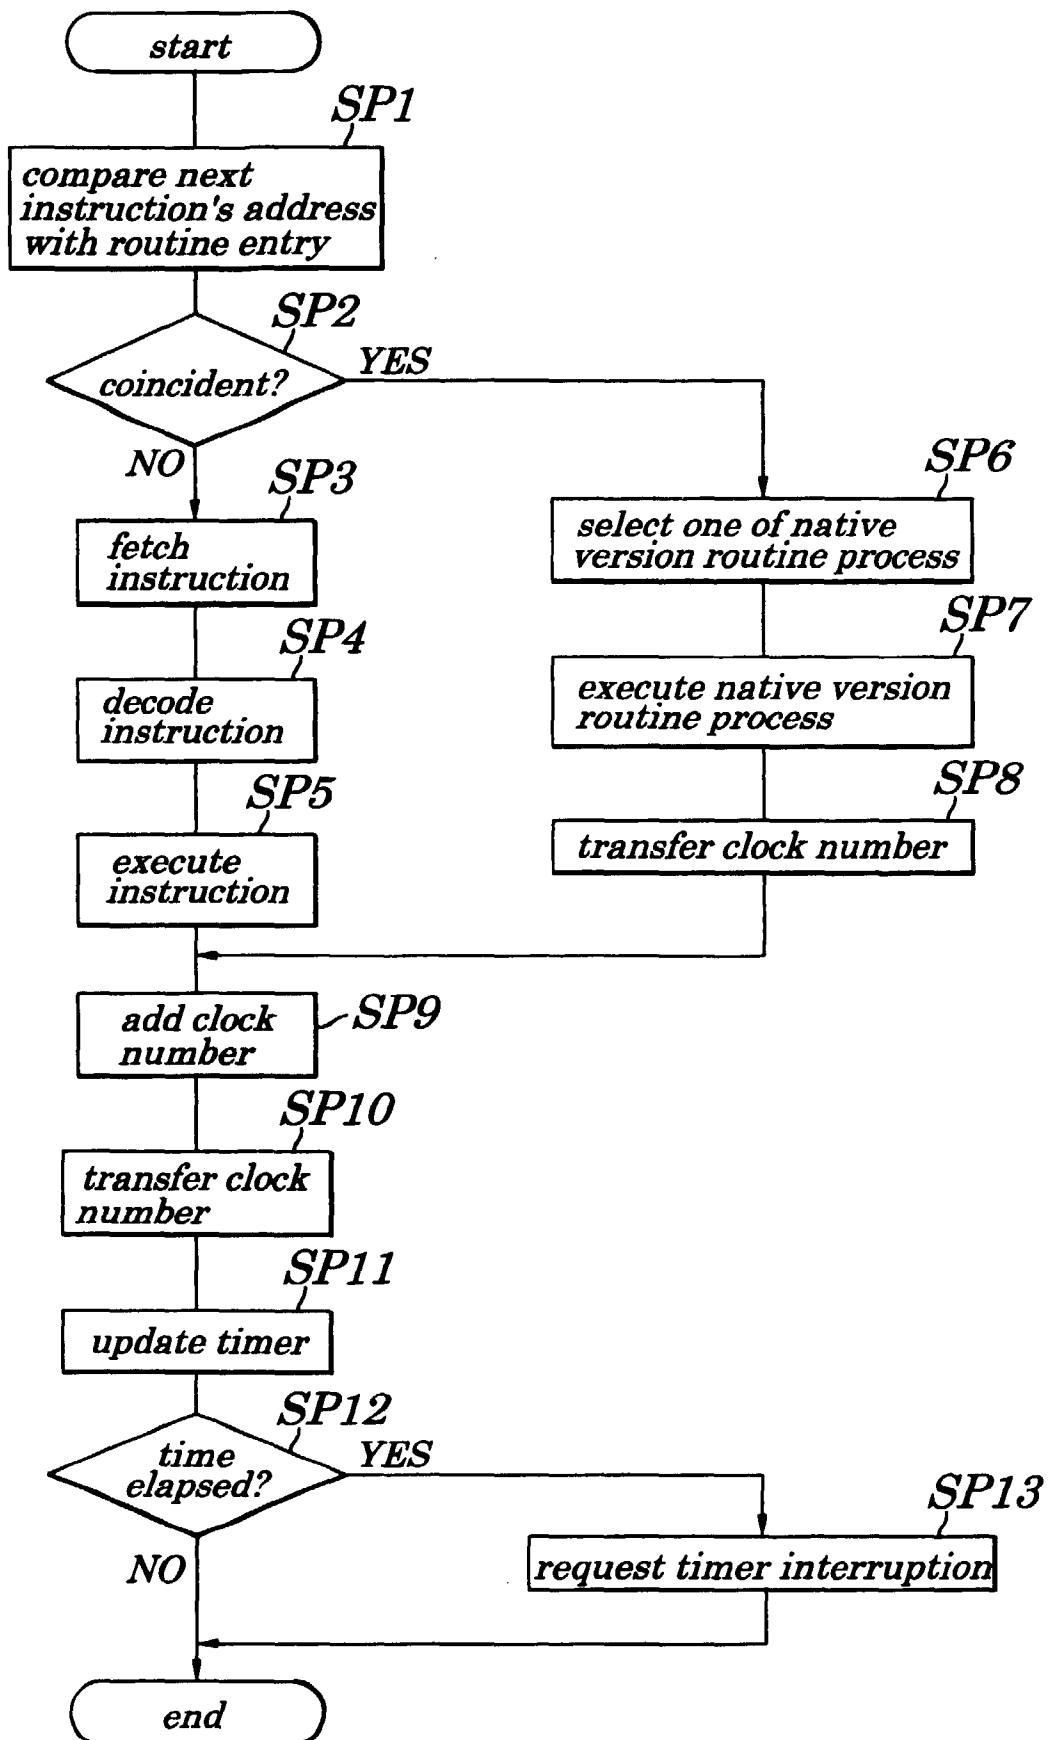 start
SP1
compare next
instruction's address
with routine entry
SP2
coincident?
YES
NO
SP3
fetch
instruction
SP4
decode
instruction
SP5
execute
instruction
SP6
select one of native
version routine process
SP7
execute native version
routine process
SP8
transfer clock number
add clock
number
SP9
SP10
transfer clock
number
SP11
update timer
SP12
time
elapsed?
YES
NO
SP13
request timer interruption
end